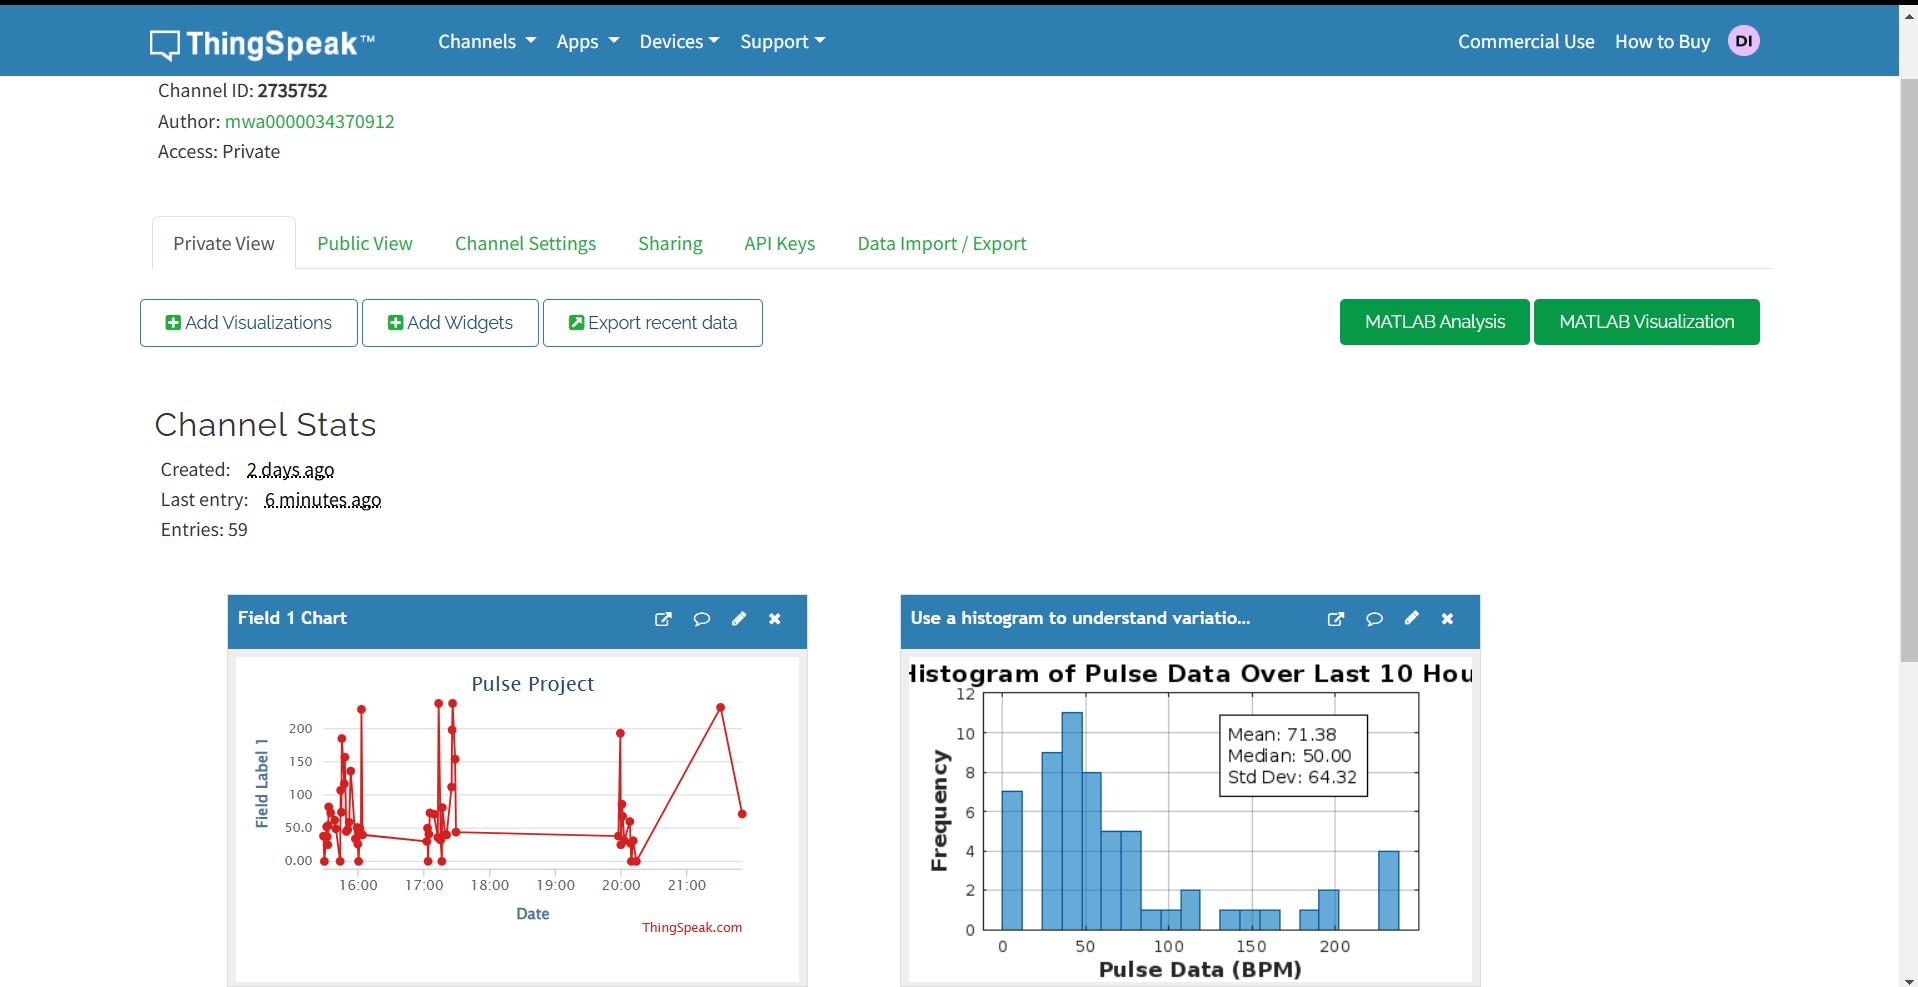 ThingSpeak™ Channels Apps Devices Support Commercial Use How to Buy DI
Channel ID: 2735752
Author: mwa0000034370912
Access: Private
Private View Public View Channel Settings Sharing API Keys Data Import / Export
Add Visualizations Add Widgets Export recent data MATLAB Analysis MATLAB Visualization
Channel Stats
Created: 2 days ago
Last entry: 6 minutes ago
Entries: 59
Field 1 Chart
Pulse Project
Field Label 1
200
150
100
50.0
0.00
16:00 17:00 18:00 19:00 20:00 21:00
Date
ThingSpeak.com
Use a histogram to understand variatio...
Histogram of Pulse Data Over Last 10 Hou
Frequency
12
10
8
6
4
2
0
Mean: 71.38
Median: 50.00
Std Dev: 64.32
0 50 100 150 200
Pulse Data (BPM)